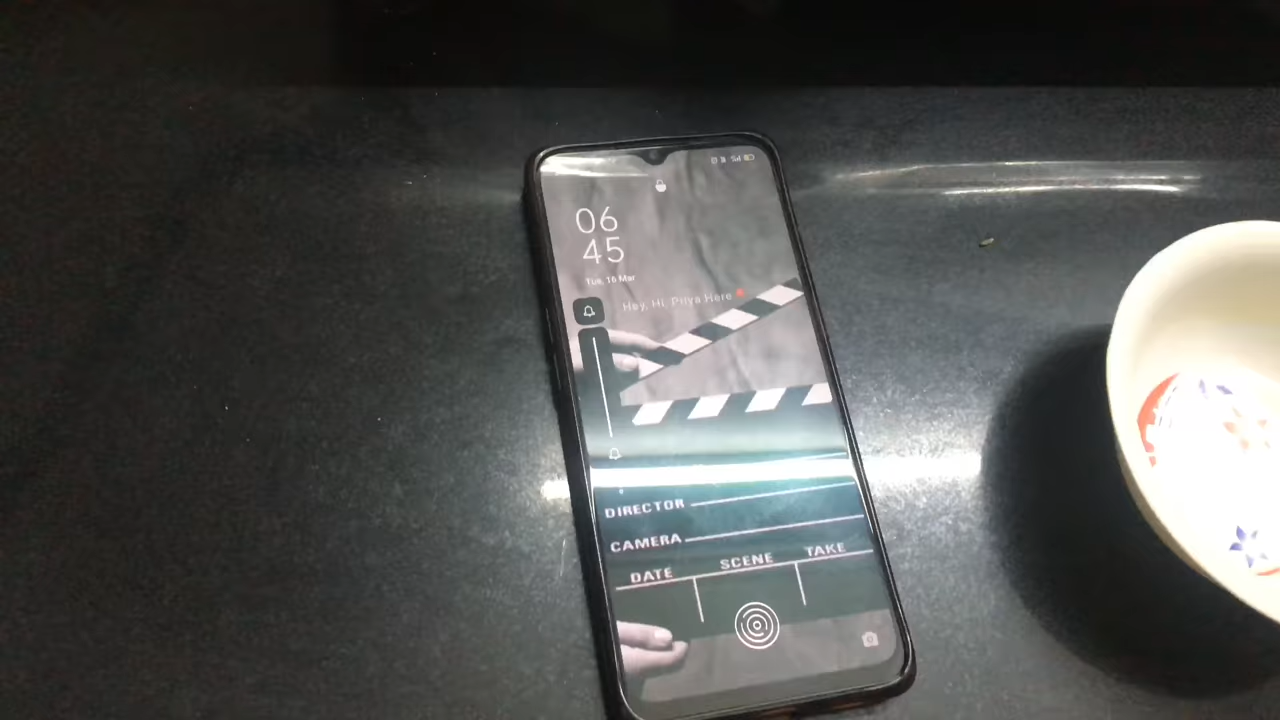 06
45
Tue, 16 Mar
Hey, Hi, Priya Here
DIRECTOR
CAMERA
DATE SCENE TAKE